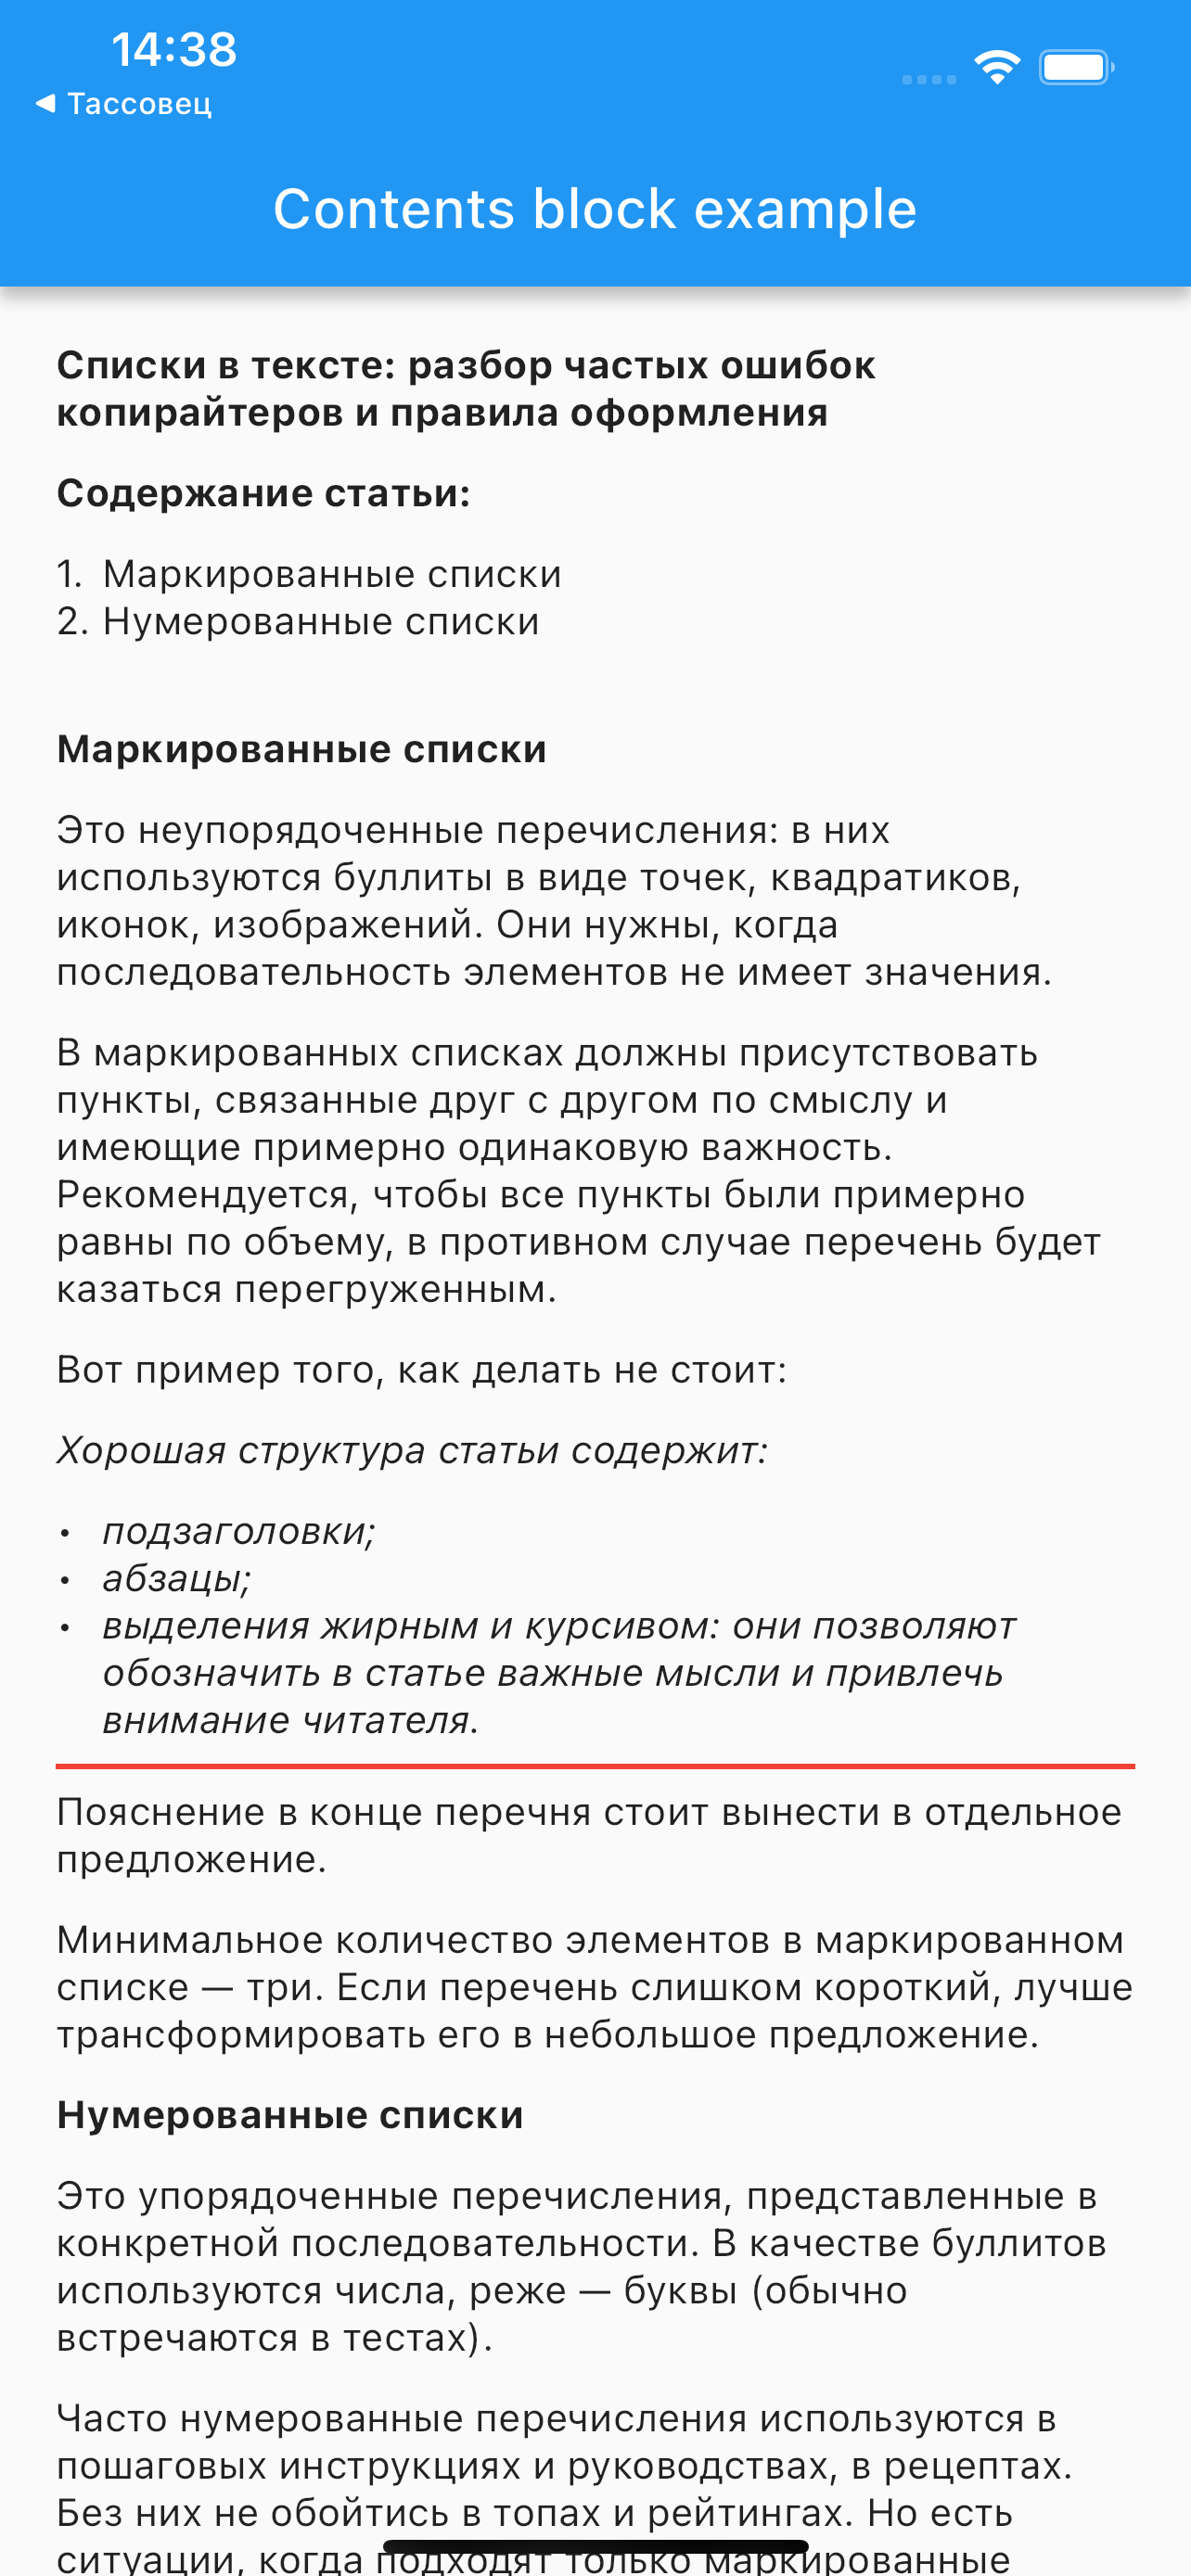 14:38
◀ Тассовец
Contents block example
Списки в тексте: разбор частых ошибок
копирайтеров и правила оформления
Содержание статьи:
1. Маркированные списки
2. Нумерованные списки
Маркированные списки
Это неупорядоченные перечисления: в них
используются буллиты в виде точек, квадратиков,
иконок, изображений. Они нужны, когда
последовательность элементов не имеет значения.
В маркированных списках должны присутствовать
пункты, связанные друг с другом по смыслу и
имеющие примерно одинаковую важность.
Рекомендуется, чтобы все пункты были примерно
равны по объему, в противном случае перечень будет
казаться перегруженным.
Вот пример того, как делать не стоит:
Хорошая структура статьи содержит:
• подзаголовки;
• абзацы;
• выделения жирным и курсивом: они позволяют
обозначить в статье важные мысли и привлечь
внимание читателя.
Пояснение в конце перечня стоит вынести в отдельное
предложение.
Минимальное количество элементов в маркированном
списке — три. Если перечень слишком короткий, лучше
трансформировать его в небольшое предложение.
Нумерованные списки
Это упорядоченные перечисления, представленные в
конкретной последовательности. В качестве буллитов
используются числа, реже — буквы (обычно
встречаются в тестах).
Часто нумерованные перечисления используются в
пошаговых инструкциях и руководствах, в рецептах.
Без них не обойтись в топах и рейтингах. Но есть
ситуации, когда подходят только маркированные